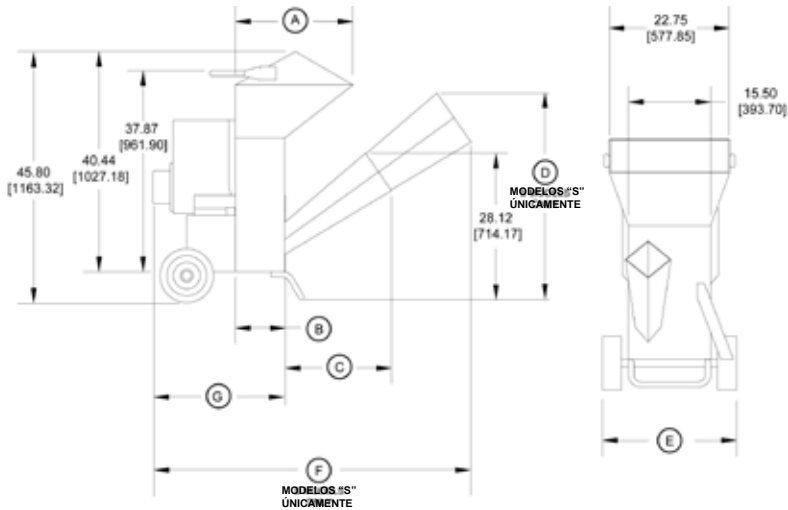 A
22.75
[577.85]
15.50
[393.70]
37.87
[961.90]
40.44
[1027.18]
45.80
[1163.32]
D
MODELOS "S"
ÚNICAMENTE
28.12
[714.17]
B
C
G
E
F
MODELOS "S"
ÚNICAMENTE